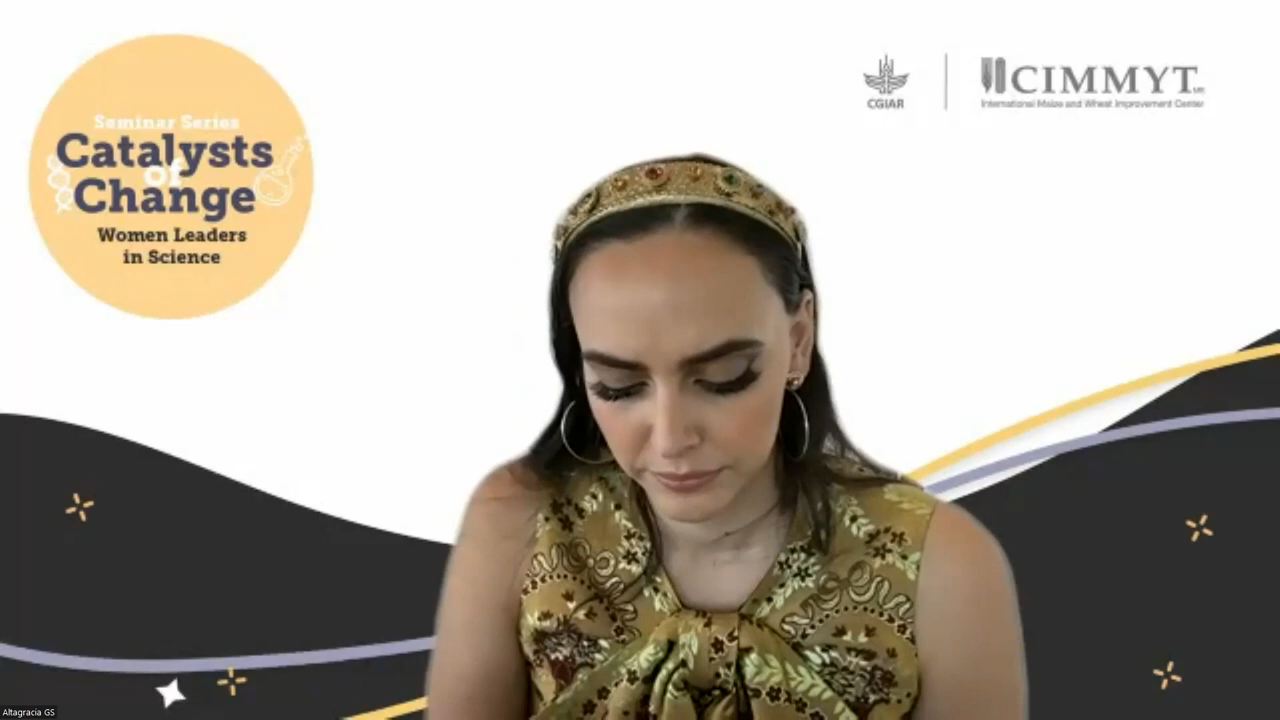 Seminar Series
Catalysts
of
Change
Women Leaders
in Science
CGIAR
CIMMYT
International Maize and Wheat Improvement Center
Altagracia GS